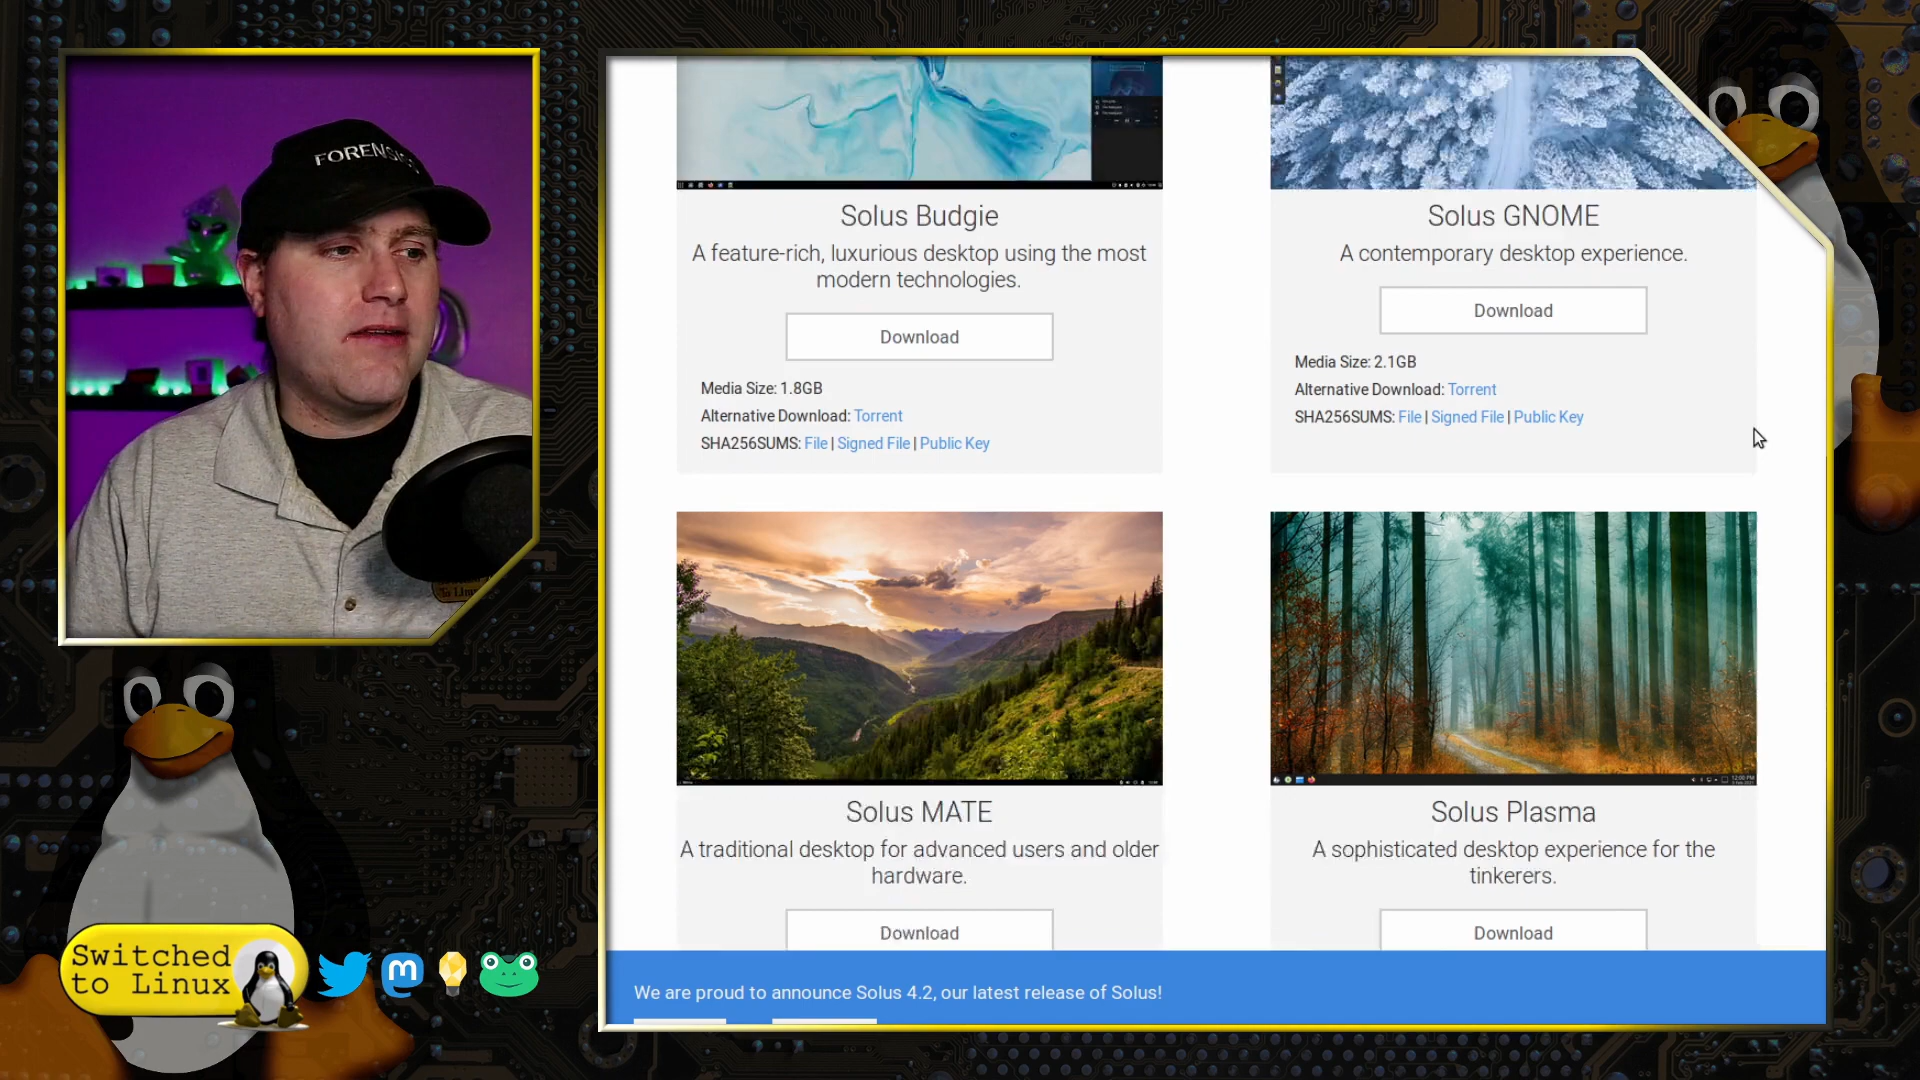 FORENSIC
Solus Budgie
A feature-rich, luxurious desktop using the most
modern technologies.
Download
Media Size: 1.8GB
Alternative Download: Torrent
SHA256SUMS: File | Signed File | Public Key
Solus GNOME
A contemporary desktop experience.
Download
Media Size: 2.1GB
Alternative Download: Torrent
SHA256SUMS: File | Signed File | Public Key
Solus MATE
A traditional desktop for advanced users and older
hardware.
Download
Solus Plasma
A sophisticated desktop experience for the
tinkerers.
Download
We are proud to announce Solus 4.2, our latest release of Solus!
Switched
to Linux